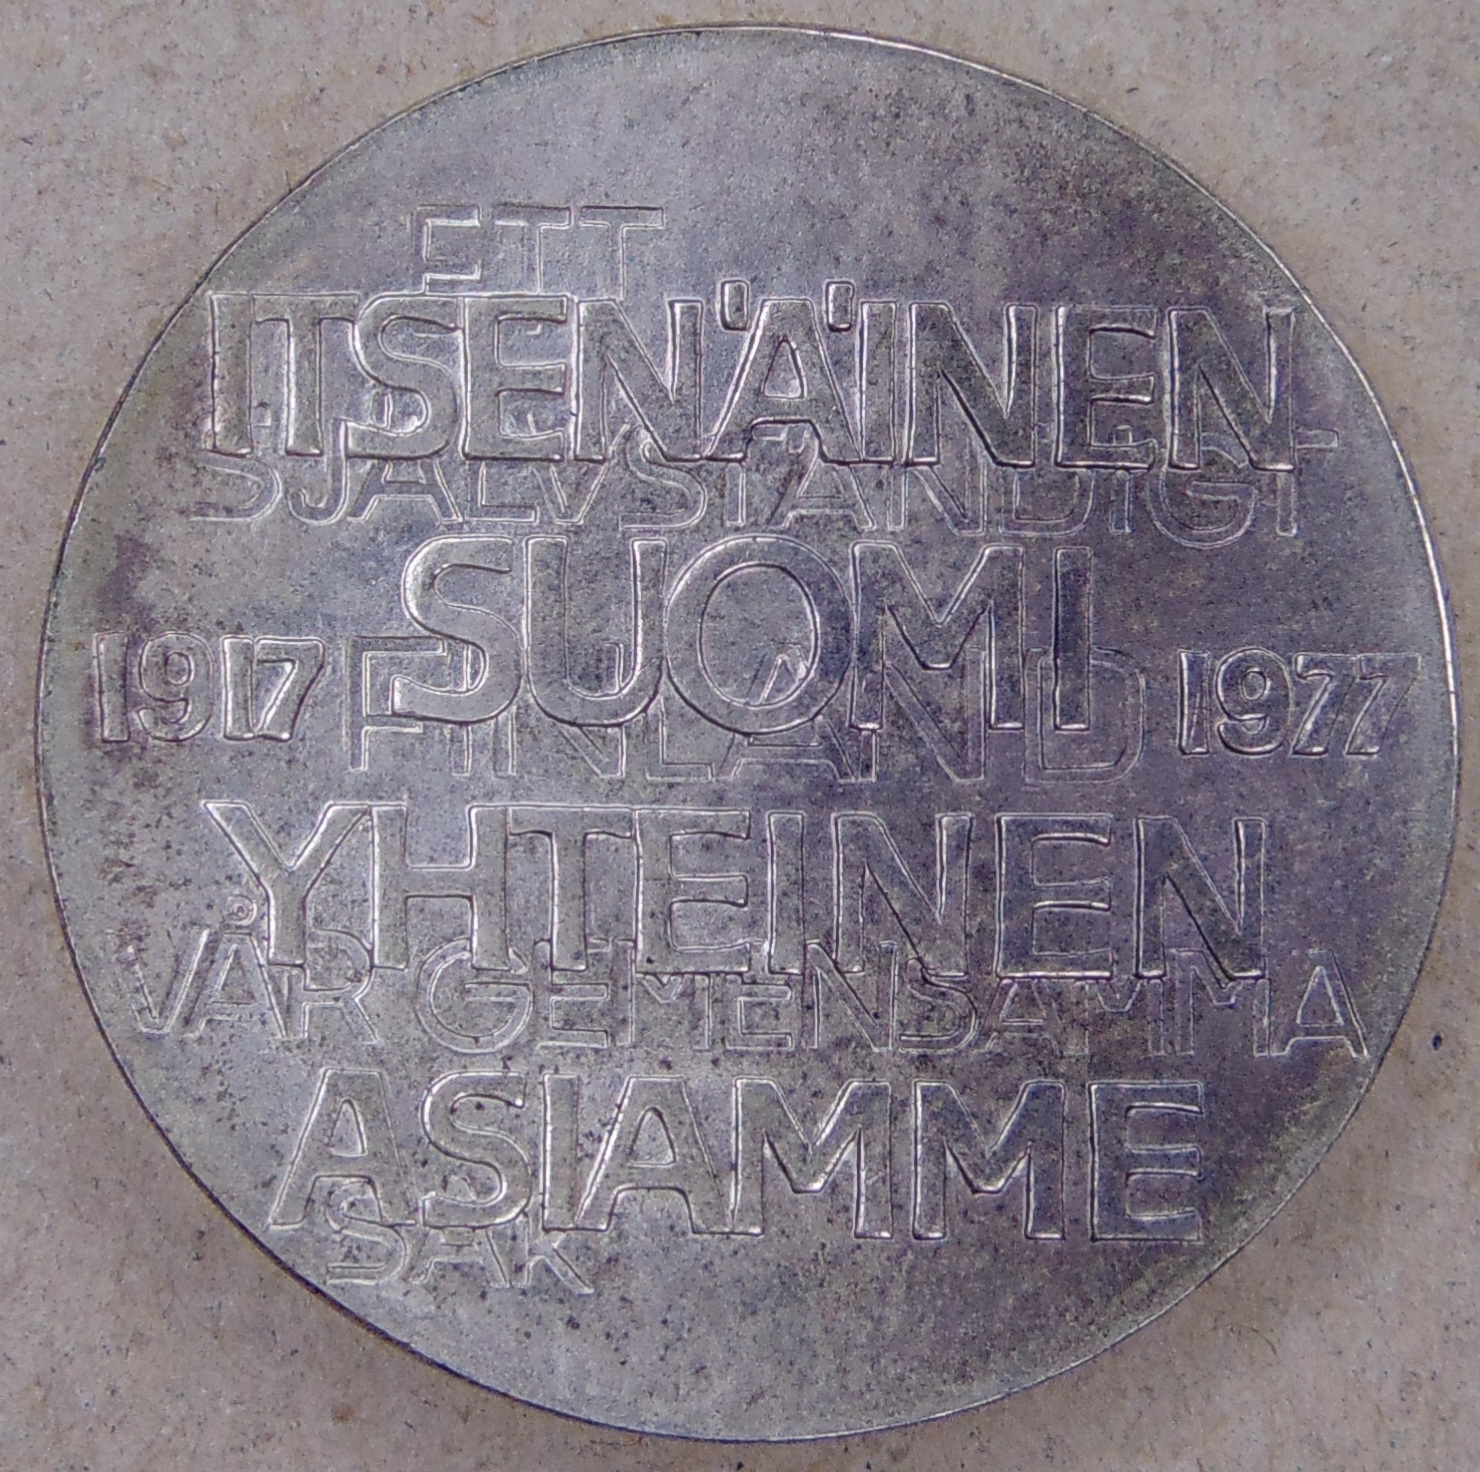 ETT
ITSENÄINEN
SJÄLVSTÄNDIGT
SUOMI
1917 FINLAND 1977
YHTEINEN
VÅR GEMENSAMMA
ASIAMME
SAK